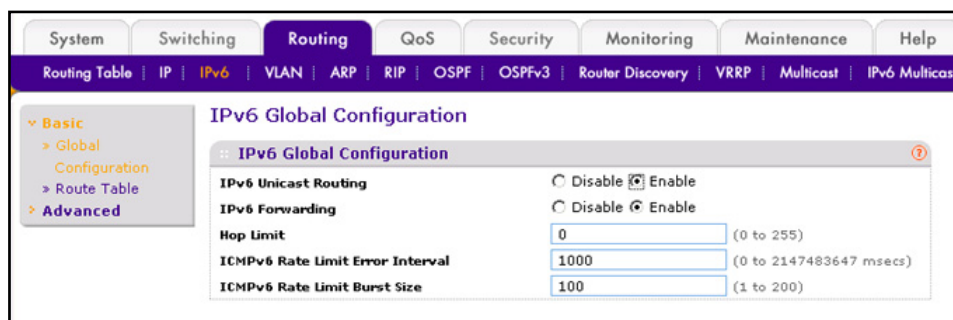 System Switching Routing QoS Security Monitoring Maintenance Help
Routing Table IP IPv6 VLAN ARP RIP OSPF OSPFv3 Router Discovery VRRP Multicast IPv6 Multicas
Basic
Global
Configuration
Route Table
Advanced
IPv6 Global Configuration
IPv6 Global Configuration
IPv6 Unicast Routing Disable Enable
IPv6 Forwarding Disable Enable
Hop Limit 0 (0 to 255)
ICMPv6 Rate Limit Error Interval 1000 (0 to 2147483647 msecs)
ICMPv6 Rate Limit Burst Size 100 (1 to 200)